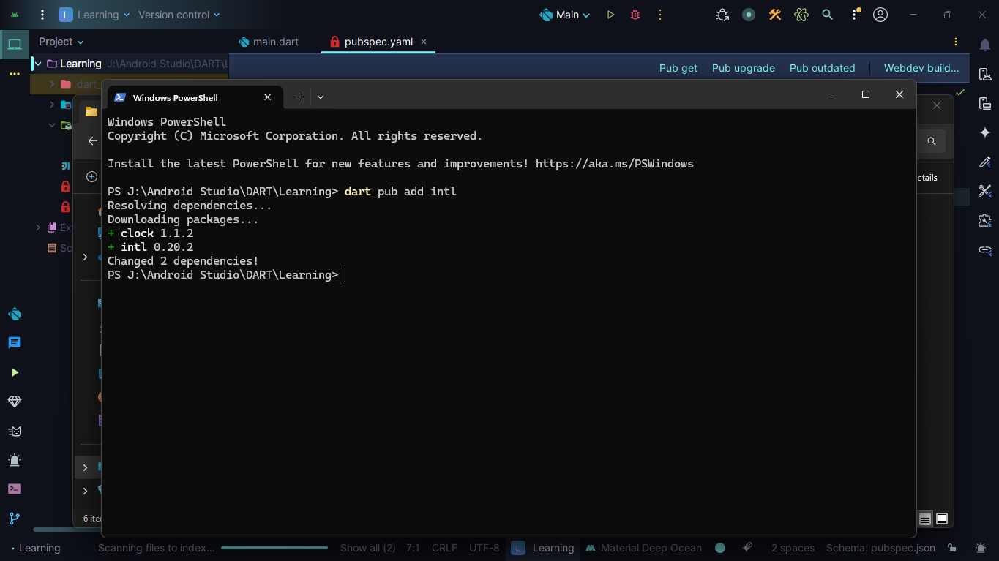 L Learning Version control Main
Project main.dart pubspec.yaml
Learning J:\Android Studio\DART\L
Pub get Pub upgrade Pub outdated Webdev build...
.dart_
Windows PowerShell
Windows PowerShell
Copyright (C) Microsoft Corporation. All rights reserved.
Install the latest PowerShell for new features and improvements! https://aka.ms/PSWindows
etails
PS J:\Android Studio\DART\Learning> dart pub add intl
Resolving dependencies...
Downloading packages...
+ clock 1.1.2
Ex
+ intl 0.20.2
Sc
Changed 2 dependencies!
PS J:\Android Studio\DART\Learning>
6 iter
Learning Scanning files to index... Show all (2) 7:1 CRLF UTF-8 L Learning Material Deep Ocean 2 spaces Schema: pubspec.json